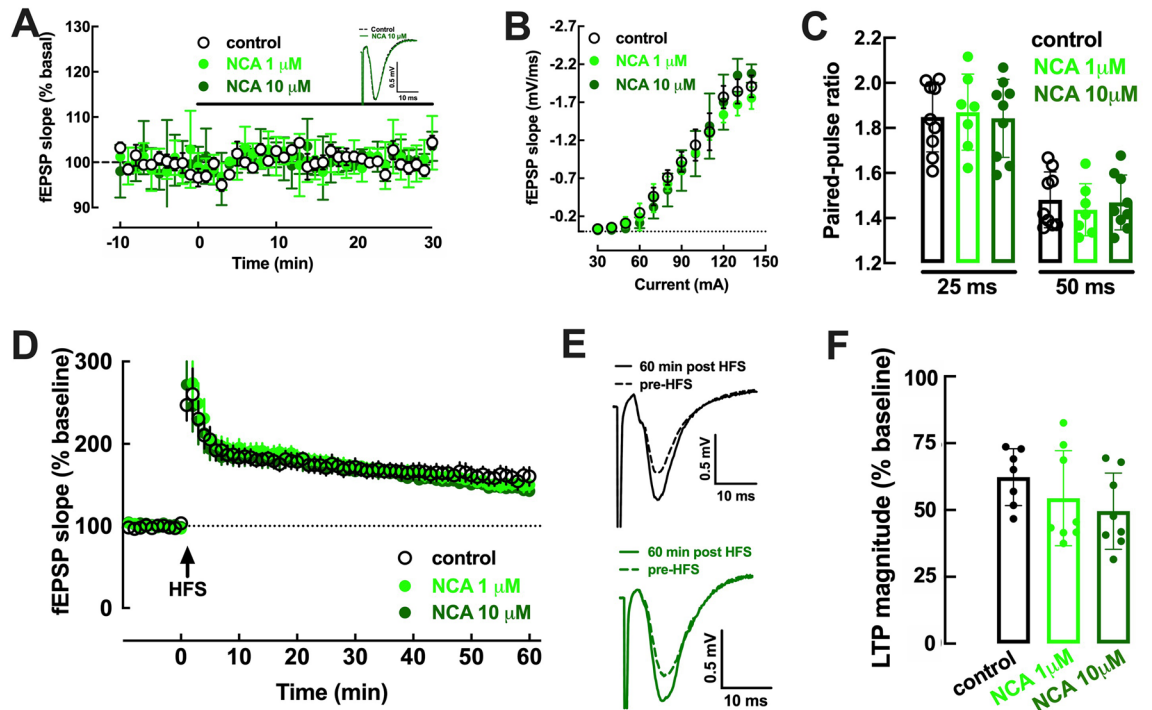 A
fEPSP slope (% basal)
130
120
110
100
90
-10
0
10
20
30
Time (min)
control
NCA 1 μM
NCA 10 μM
Control
NCA 10 μM
0.5 mV
10 ms
B
fEPSP slope (mV/ms)
-2.7
-2.2
-1.7
-1.2
-0.7
-0.2
30
60
90
120
150
Current (mA)
control
NCA 1 μM
NCA 10 μM
C
Paired-pulse ratio
2.2
2.0
1.8
1.6
1.4
1.2
control
NCA 1μM
NCA 10μM
25 ms
50 ms
D
fEPSP slope (% baseline)
300
200
100
0
HFS
control
NCA 1 μM
NCA 10 μM
0
10
20
30
40
50
60
Time (min)
E
60 min post HFS
pre-HFS
0.5 mV
10 ms
60 min post HFS
pre-HFS
0.5 mV
10 ms
F
LTP magnitude (% baseline)
100
75
50
25
0
control
NCA 1μM
NCA 10μM